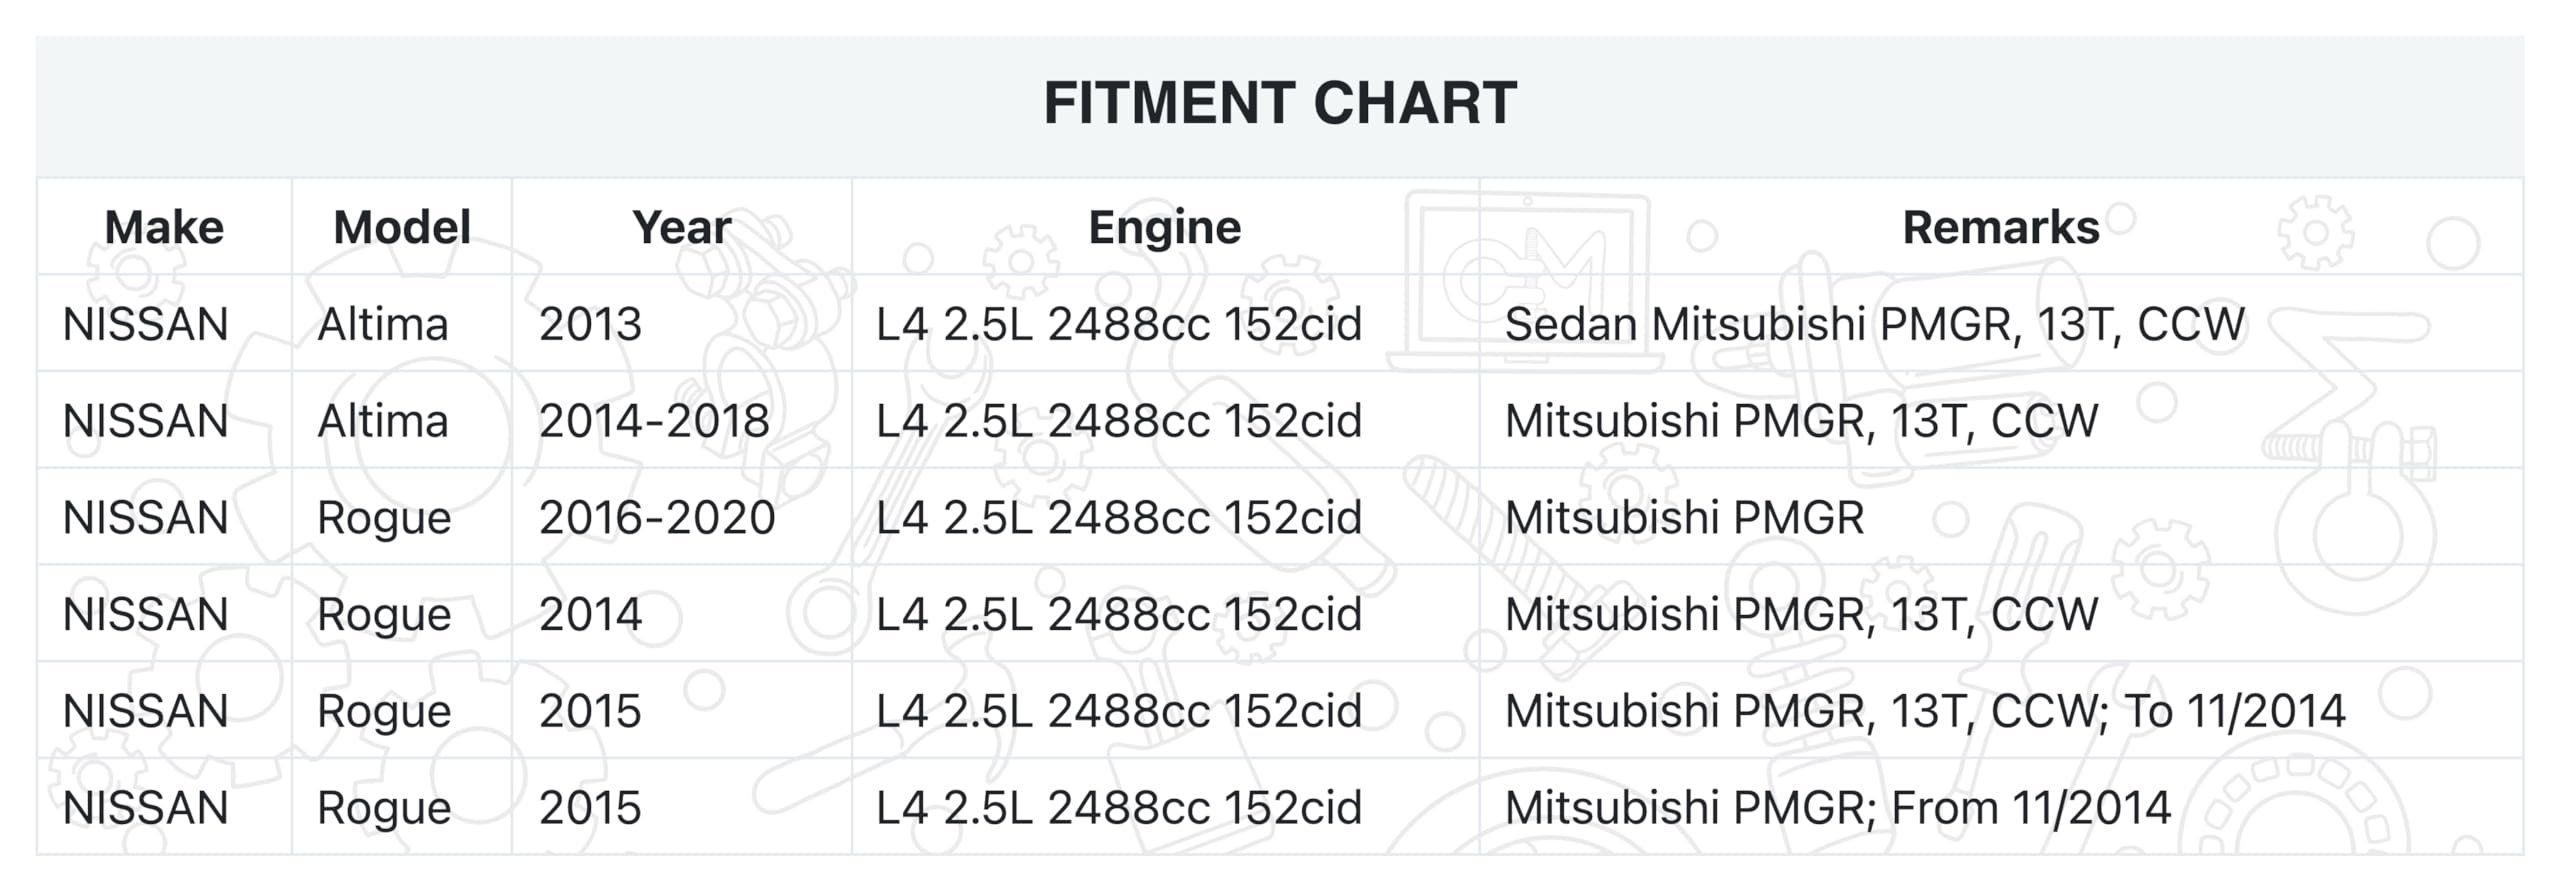 FITMENT CHART
Make Model Year Engine Remarks
NISSAN Altima 2013 L4 2.5L 2488cc 152cid Sedan Mitsubishi PMGR, 13T, CCW
NISSAN Altima 2014-2018 L4 2.5L 2488cc 152cid Mitsubishi PMGR, 13T, CCW
NISSAN Rogue 2016-2020 L4 2.5L 2488cc 152cid Mitsubishi PMGR
NISSAN Rogue 2014 L4 2.5L 2488cc 152cid Mitsubishi PMGR, 13T, CCW
NISSAN Rogue 2015 L4 2.5L 2488cc 152cid Mitsubishi PMGR, 13T, CCW; To 11/2014
NISSAN Rogue 2015 L4 2.5L 2488cc 152cid Mitsubishi PMGR; From 11/2014